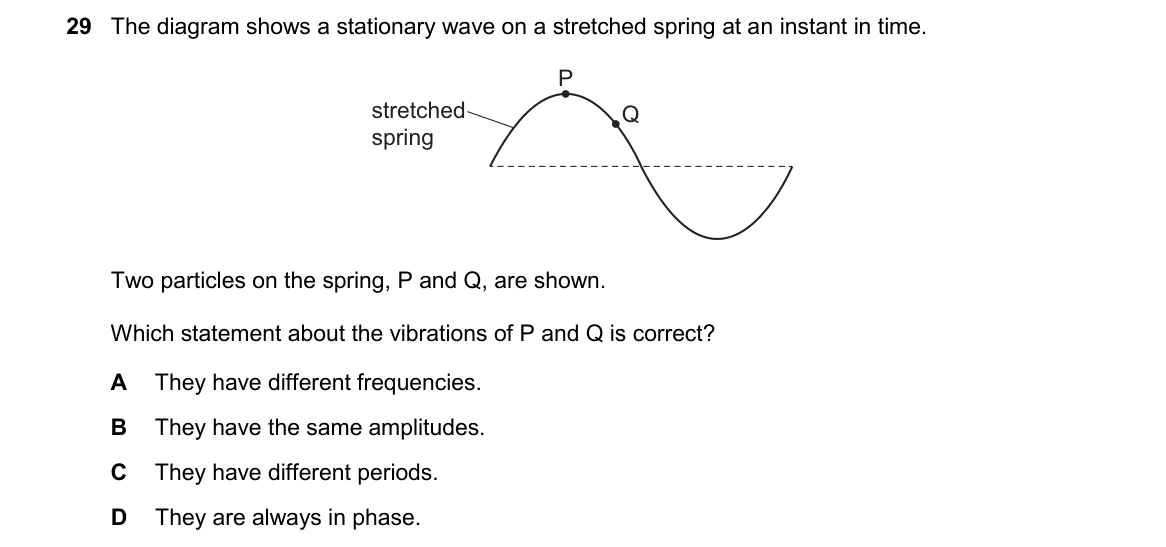 29 The diagram shows a stationary wave on a stretched spring at an instant in time.
P
Q
stretched
spring
Two particles on the spring, P and Q, are shown.
Which statement about the vibrations of P and Q is correct?
A They have different frequencies.
B They have the same amplitudes.
C They have different periods.
D They are always in phase.